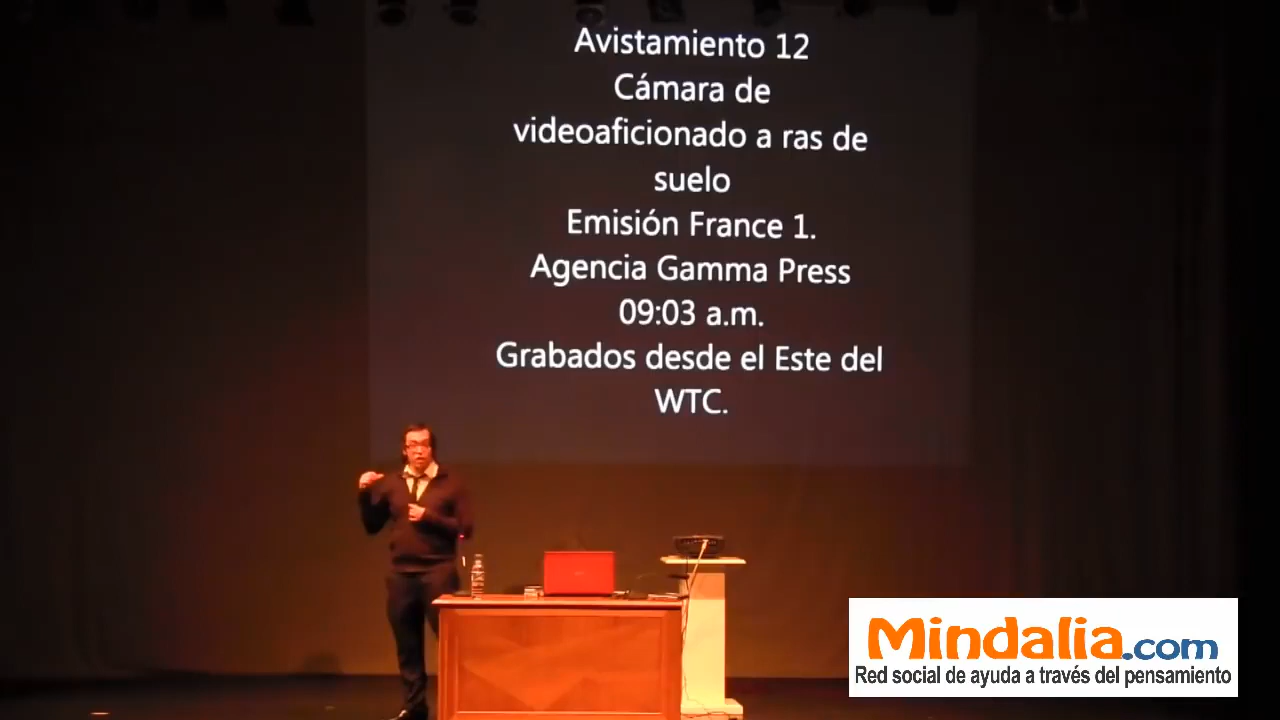 Avistamiento 12
Cámara de
videoaficionado a ras de
suelo
Emisión France 1.
Agencia Gamma Press
09:03 a.m.
Grabados desde el Este del
WTC.
Mindalia.com
Red social de ayuda a través del pensamiento